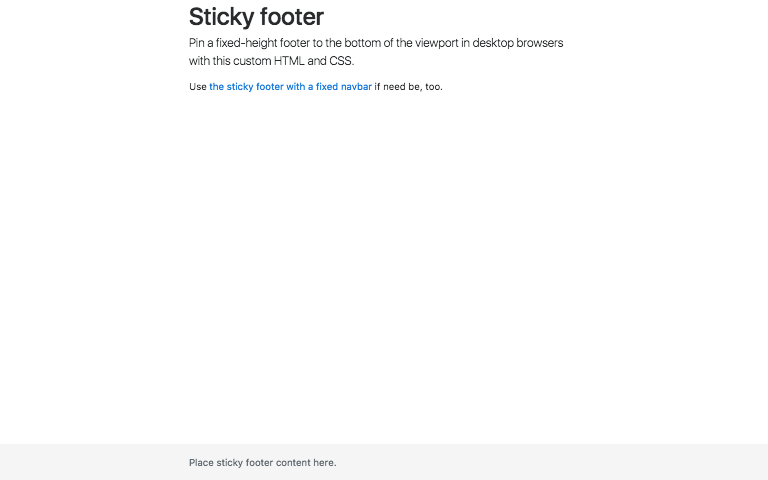 Sticky footer
Pin a fixed-height footer to the bottom of the viewport in desktop browsers
with this custom HTML and CSS.
Use the sticky footer with a fixed navbar if need be, too.
Place sticky footer content here.